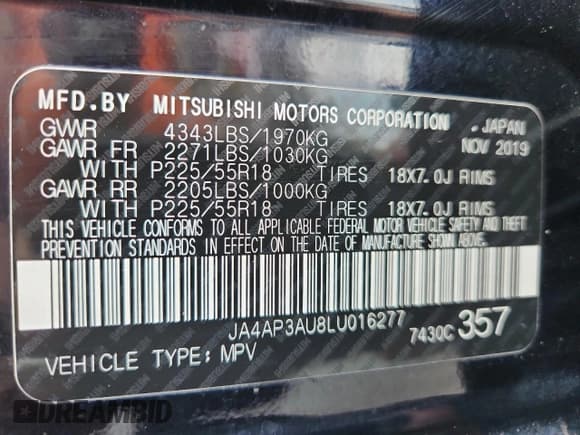 MFD.BY MITSUBISHI MOTORS CORPORATION . JAPAN
GVWR 4343LBS/1970KG NOV 2019
GAWR FR 2271LBS/1030KG
WITH P225/55R18 TIRES 18X7.0J RIMS
GAWR RR 2205LBS/1000KG
WITH P225/55R18 TIRES 18X7.0J RIMS
THIS VEHICLE CONFORMS TO ALL APPLICABLE FEDERAL MOTOR VEHICLE SAFETY AND THEFT
PREVENTION STANDARDS IN EFFECT ON THE DATE OF MANUFACTURE SHOWN ABOVE.
JA4AP3AU8LU016277 7430C 357
VEHICLE TYPE: MPV
DREAMBID